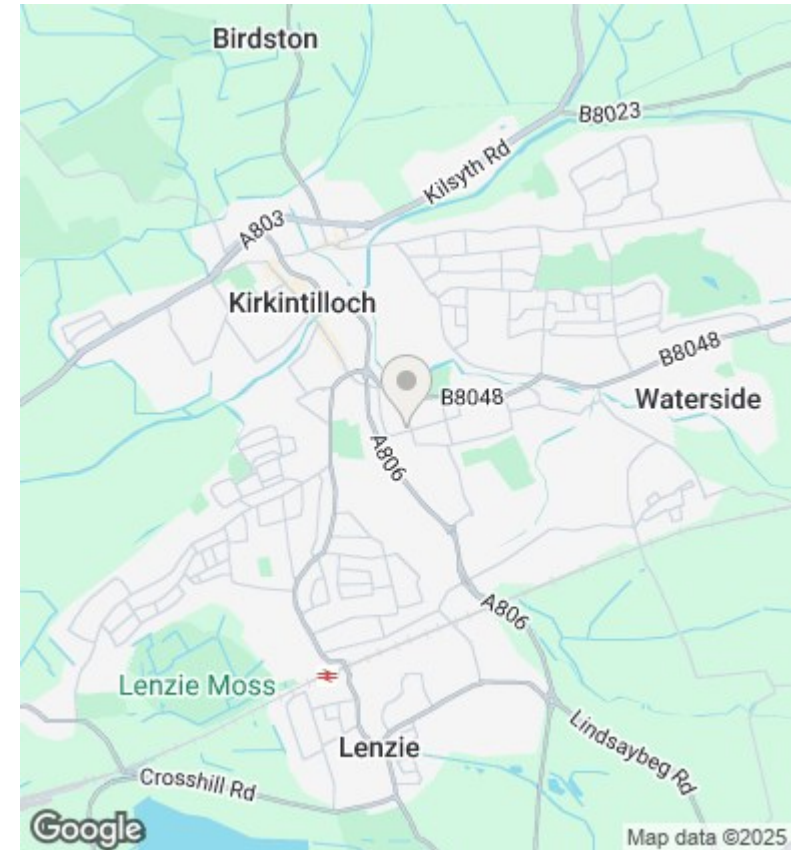 Birdston
B8023
Kilsyth Rd
A803
Kirkintilloch
B8048
B8048
Waterside
A806
A806
Lenzie Moss
Lindsaybeg Rd
Lenzie
Crosshill Rd
Google
Map data ©2025